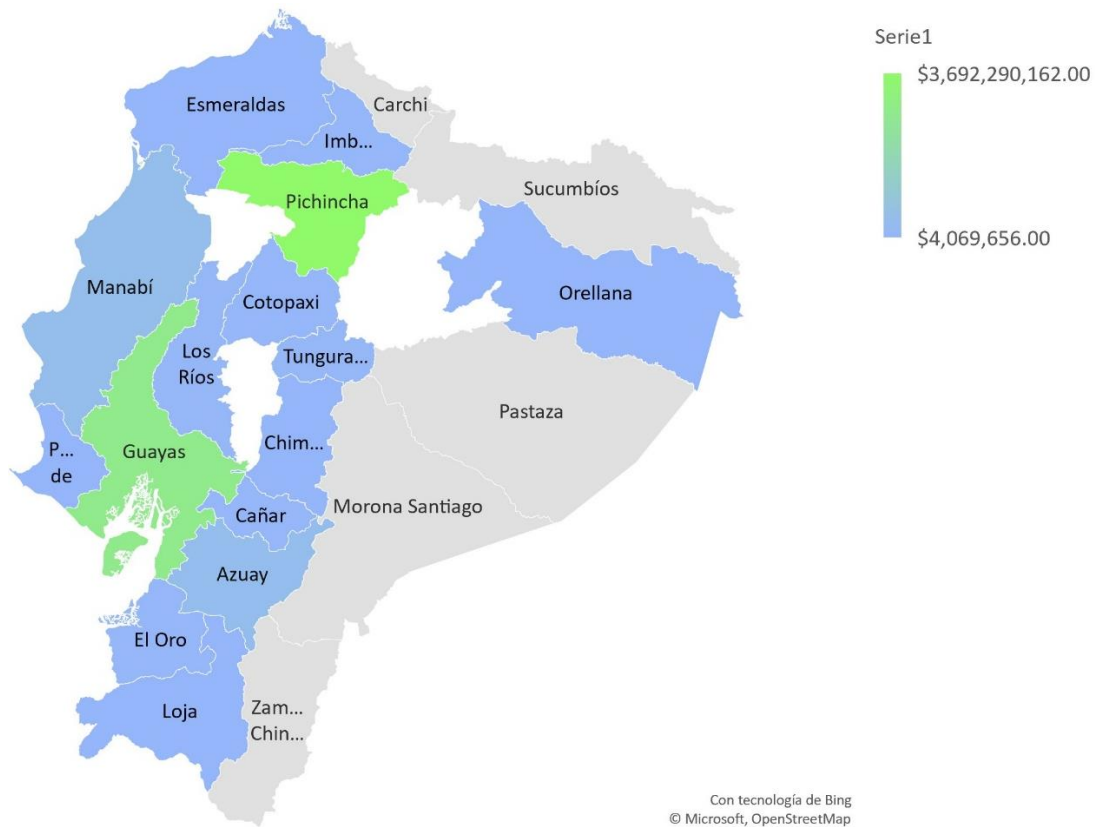 Serie1
$3,692,290,162.00
$4,069,656.00
Esmeraldas
Carchi
Imb...
Sucumbíos
Pichincha
Manabí
Cotopaxi
Orellana
Los
Ríos
Tungura...
Pastaza
P...
de
Guayas
Chim...
Morona Santiago
Cañar
Azuay
El Oro
Loja
Zam...
Chin...
Con tecnología de Bing
© Microsoft, OpenStreetMap